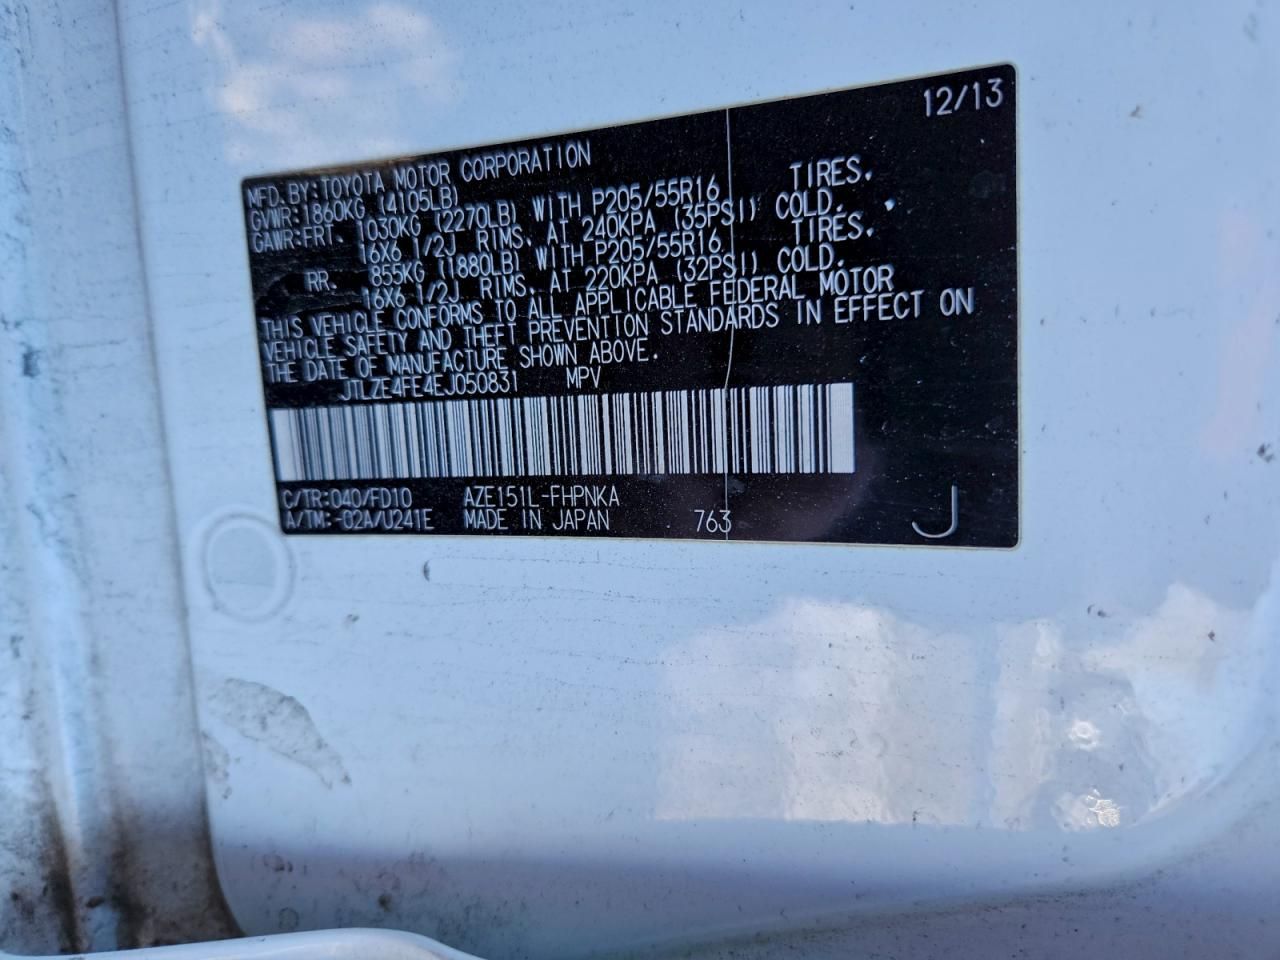 12/13
MFD.BY:TOYOTA MOTOR CORPORATION
GVWR:1860KG (4105LB)
GAWR:FRT. 1030KG (2270LB) WITH P205/55R16 TIRES,
16X6 1/2J RIMS, AT 240KPA (35PSI) COLD.
RR. 855KG (1880LB) WITH P205/55R16 TIRES,
16X6 1/2J RIMS, AT 220KPA (32PSI) COLD.
THIS VEHICLE CONFORMS TO ALL APPLICABLE FEDERAL MOTOR
VEHICLE SAFETY AND THEFT PREVENTION STANDARDS IN EFFECT ON
THE DATE OF MANUFACTURE SHOWN ABOVE.
JTLZE4FE4EJ050831 MPV
C/TR:040/FD10 AZE151L-FHPNKA
A/TM:-02A/U241E MADE IN JAPAN 763 J